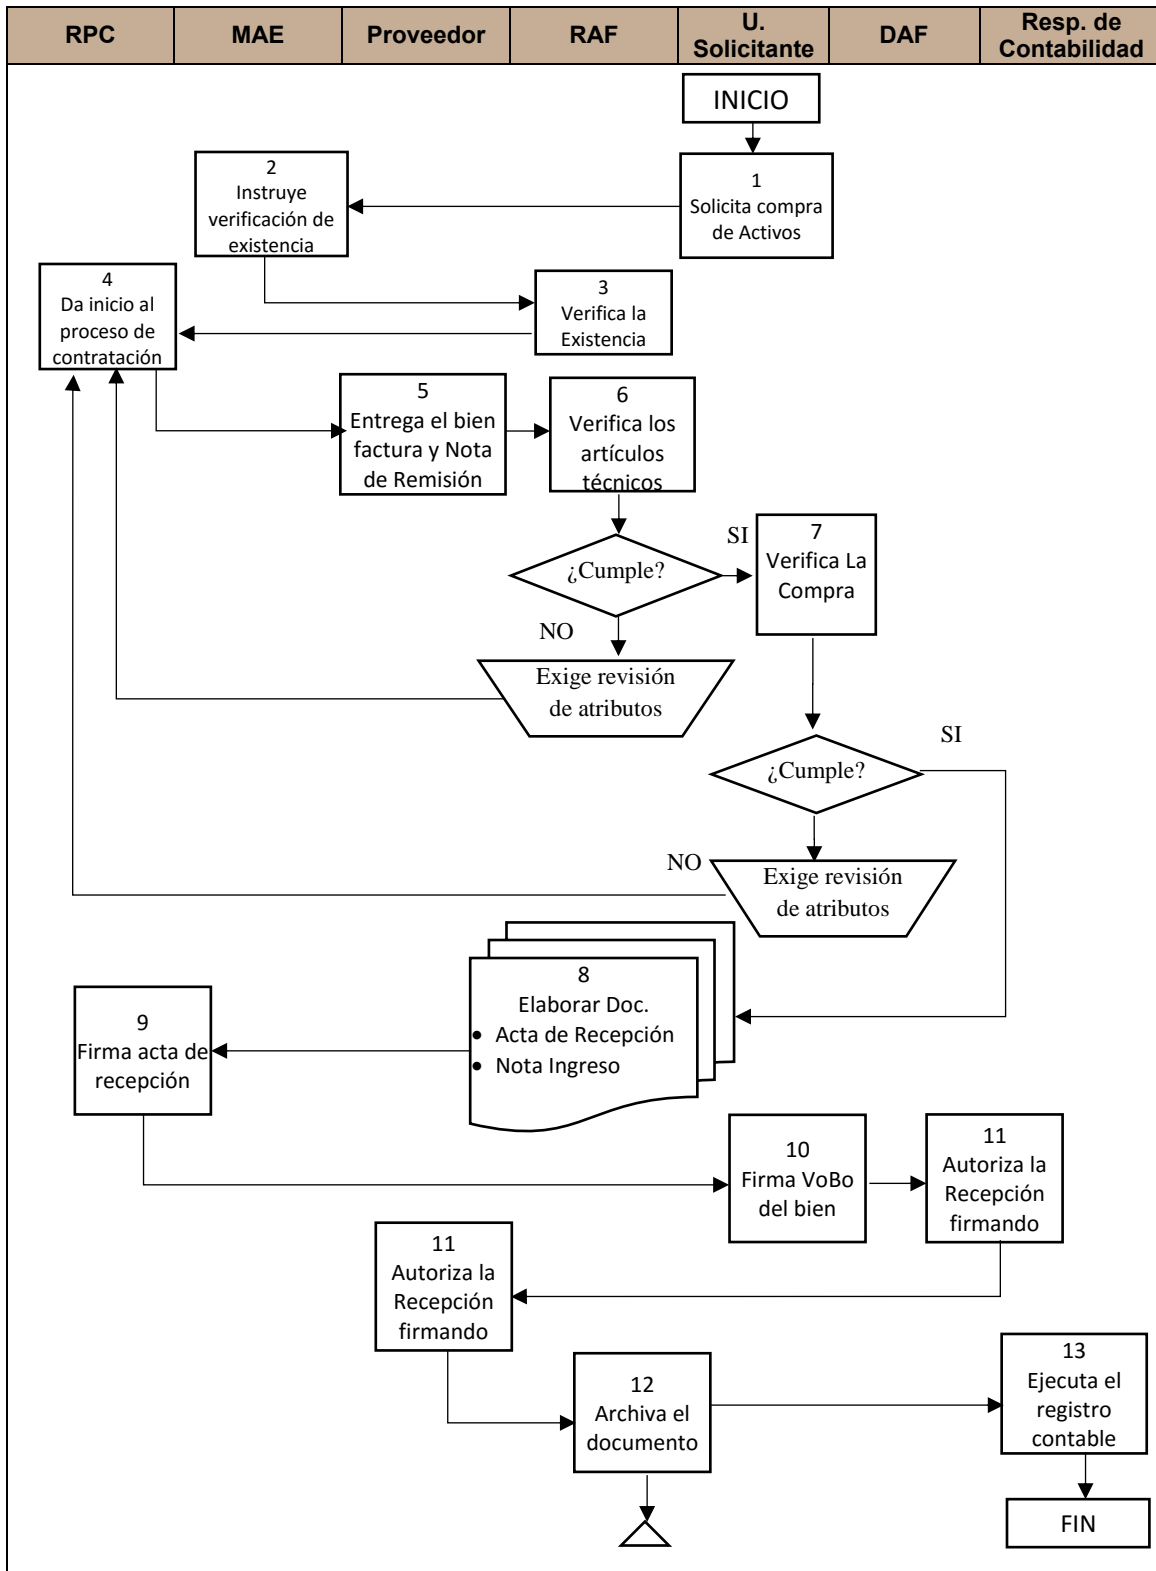 RPC
MAE
Proveedor
RAF
U.
Solicitante
DAF
Resp. de
Contabilidad
INICIO
1
Solicita compra
de Activos
2
Instruye
verificación de
existencia
3
Verifica la
Existencia
4
Da inicio al
proceso de
contratación
5
Entrega el bien
factura y Nota
de Remisión
6
Verifica los
artículos
técnicos
¿Cumple?
SI
7
Verifica La
Compra
NO
Exige revisión
de atributos
¿Cumple?
SI
NO
Exige revisión
de atributos
8
Elaborar Doc.
• Acta de Recepción
• Nota Ingreso
9
Firma acta de
recepción
10
Firma VoBo
del bien
11
Autoriza la
Recepción
firmando
11
Autoriza la
Recepción
firmando
12
Archiva el
documento
13
Ejecuta el
registro
contable
FIN